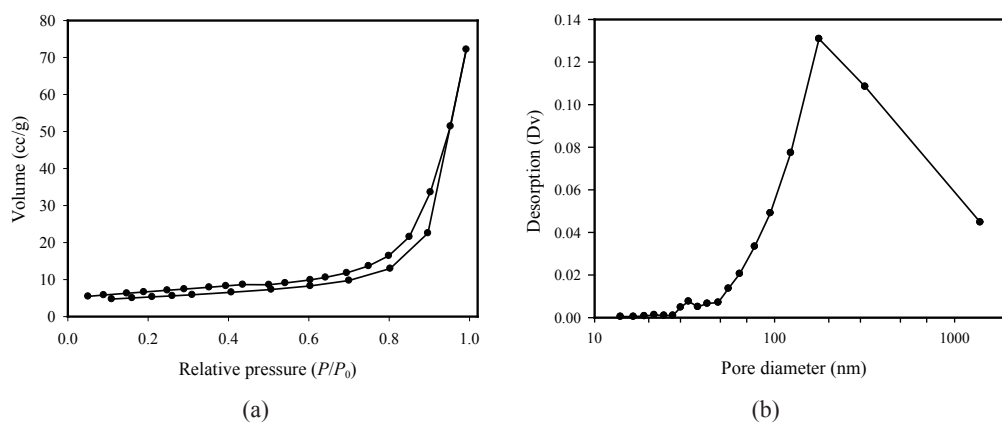 80
70
60
50
40
30
20
10
0
Volume (cc/g)
0.0 0.2 0.4 0.6 0.8 1.0
Relative pressure (P/P₀)
(a)
0.14
0.12
0.10
0.08
0.06
0.04
0.02
0.00
Desorption (Dv)
10 100 1000
Pore diameter (nm)
(b)